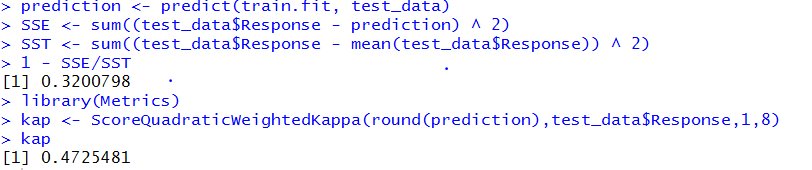 > prediction <- predict(train.fit, test_data)
> SSE <- sum((test_data$Response - prediction) ^ 2)
> SST <- sum((test_data$Response - mean(test_data$Response)) ^ 2)
> 1 - SSE/SST
[1] 0.3200798
> library(Metrics)
> kap <- ScoreQuadraticWeightedKappa(round(prediction),test_data$Response,1,8)
> kap
[1] 0.4725481